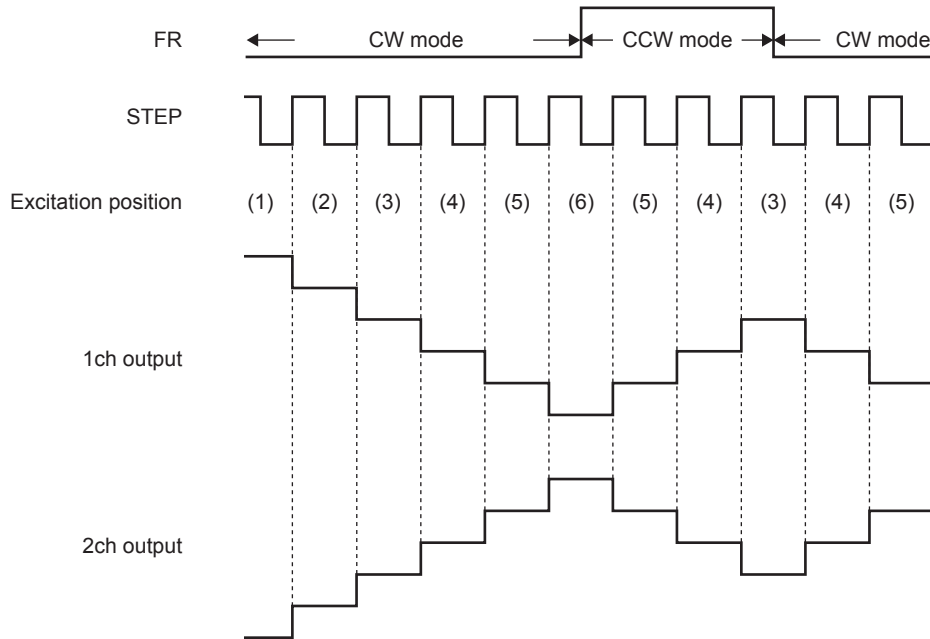 FR CW mode CCW mode CW mode
STEP
Excitation position (1) (2) (3) (4) (5) (6) (5) (4) (3) (4) (5)
1ch output
2ch output